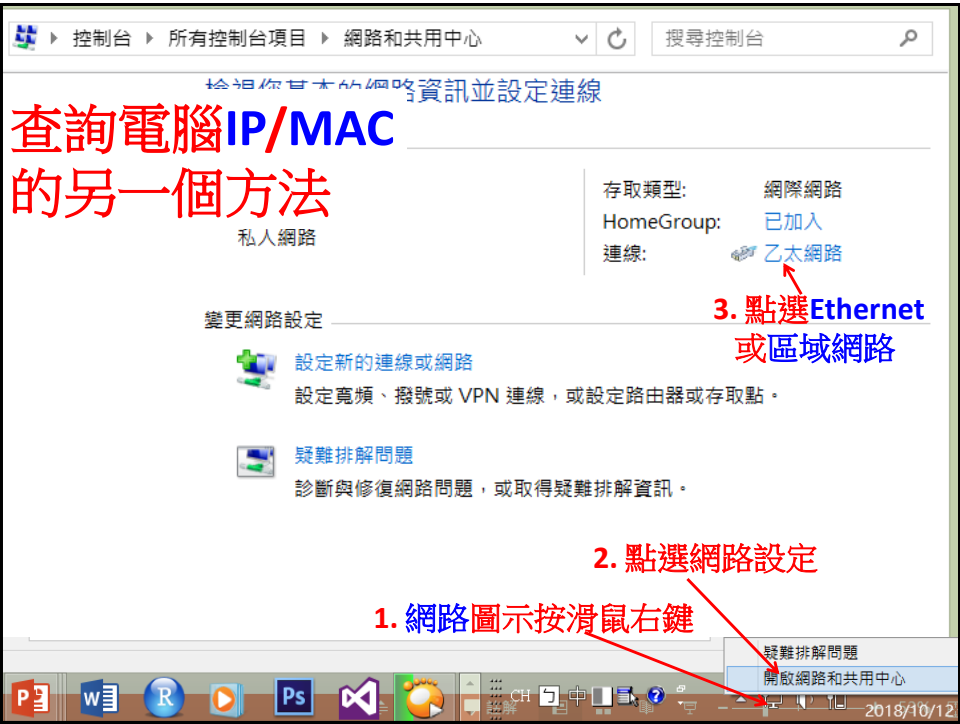 控制台 所有控制台項目 網路和共用中心
搜尋控制台
檢視您基本的網路資訊並設定連線
查詢電腦IP/MAC
的另一個方法
存取類型: 網際網路
HomeGroup: 已加入
私人網路
連線: 乙太網路
3. 點選Ethernet
或區域網路
變更網路設定
設定新的連線或網路
設定寬頻、撥號或 VPN 連線，或設定路由器或存取點。
疑難排解問題
診斷與修復網路問題，或取得疑難排解資訊。
2. 點選網路設定
1. 網路圖示按滑鼠右鍵
疑難排解問題
開啟網路和共用中心
P
W
R
Ps
CH ㄅ 中
2018/10/12